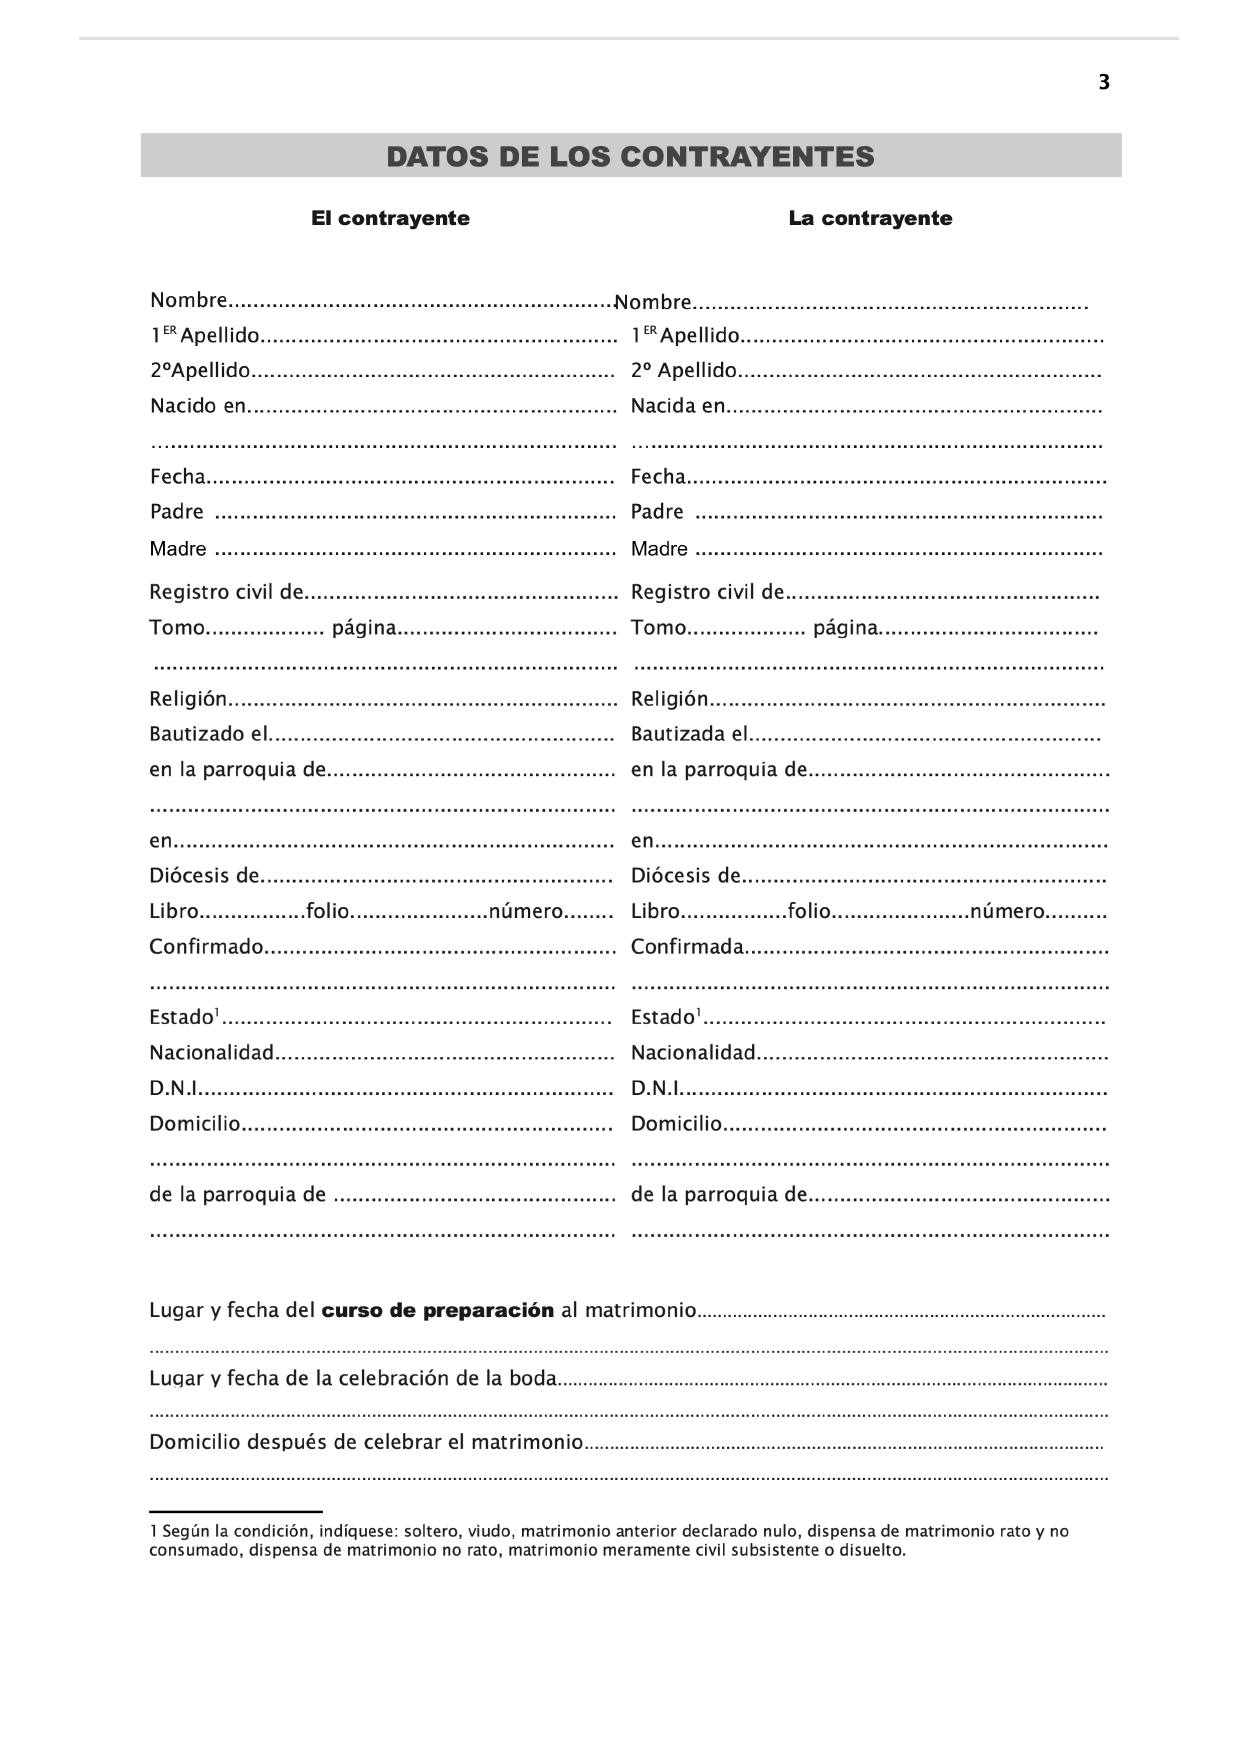 3
DATOS DE LOS CONTRAYENTES
El contrayente La contrayente
Nombre..............................................................Nombre...............................................................
1ER Apellido......................................................... 1ER Apellido..........................................................
2ºApellido.......................................................... 2º Apellido..........................................................
Nacido en........................................................... Nacida en............................................................
.......................................................................... ...........................................................................
Fecha................................................................. Fecha...................................................................
Padre ................................................................ Padre .................................................................
Madre ................................................................ Madre .................................................................
Registro civil de.................................................. Registro civil de..................................................
Tomo................... página................................... Tomo................... página...................................
.......................................................................... ...........................................................................
Religión.............................................................. Religión...............................................................
Bautizado el....................................................... Bautizada el........................................................
en la parroquia de.............................................. en la parroquia de................................................
.......................................................................... ............................................................................
en...................................................................... en........................................................................
Diócesis de........................................................ Diócesis de..........................................................
Libro.................folio......................número........ Libro.................folio......................número..........
Confirmado........................................................ Confirmada..........................................................
.......................................................................... ............................................................................
Estado1.............................................................. Estado1................................................................
Nacionalidad...................................................... Nacionalidad........................................................
D.N.I.................................................................. D.N.I....................................................................
Domicilio........................................................... Domicilio.............................................................
.......................................................................... ............................................................................
de la parroquia de ............................................. de la parroquia de................................................
.......................................................................... ............................................................................
Lugar y fecha del curso de preparación al matrimonio................................................................................
............................................................................................................................................................
Lugar y fecha de la celebración de la boda............................................................................................................
............................................................................................................................................................
Domicilio después de celebrar el matrimonio......................................................................................................
............................................................................................................................................................
1 Según la condición, indíquese: soltero, viudo, matrimonio anterior declarado nulo, dispensa de matrimonio rato y no
consumado, dispensa de matrimonio no rato, matrimonio meramente civil subsistente o disuelto.